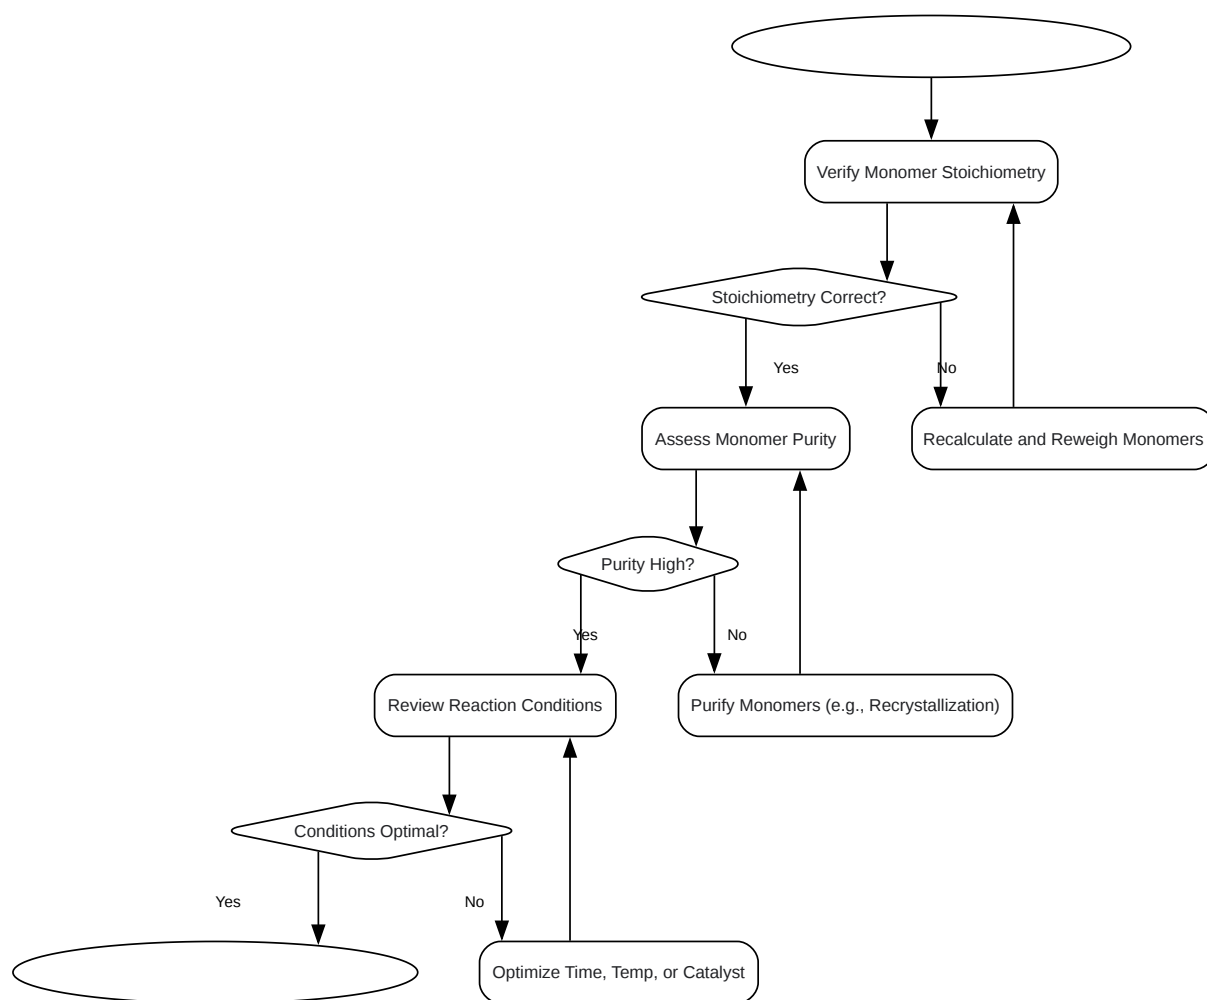 Verify Monomer Stoichiometry
Stoichiometry Correct?
Yes
No
Assess Monomer Purity
Recalculate and Reweigh Monomers
Purity High?
Yes
No
Review Reaction Conditions
Purify Monomers (e.g., Recrystallization)
Conditions Optimal?
Yes
No
Optimize Time, Temp, or Catalyst